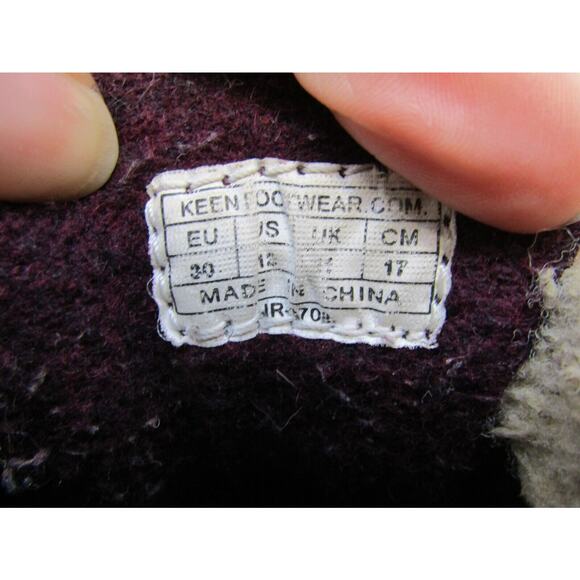 KEENFOOTWEAR.COM.
EU US UK CM
30 12 17
MADE IN CHINA